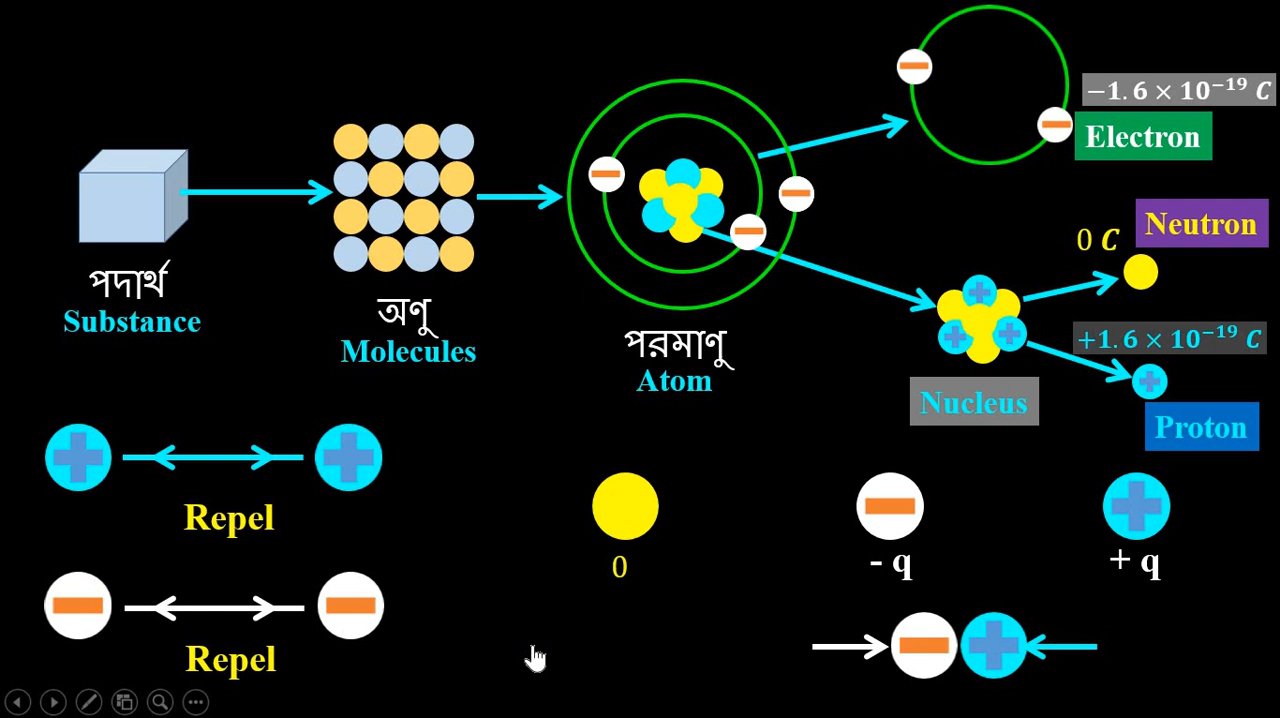 −1.6 × 10⁻¹⁹ C
Electron
Neutron
0 C
পদার্থ
Substance
অণু
Molecules
পরমাণু
Atom
+1.6 × 10⁻¹⁹ C
Nucleus
Proton
Repel
0
- q
+ q
Repel